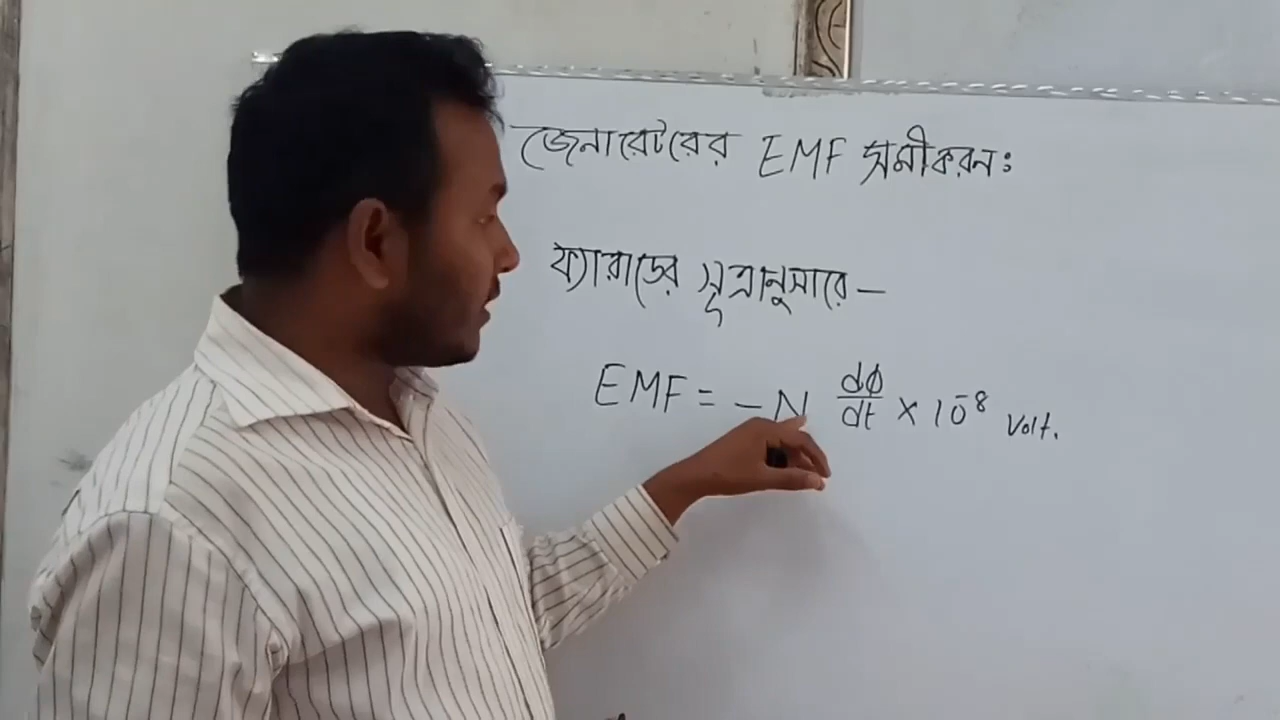 জেনারেটরের EMF সমীকরনঃ
ফ্যারাডের সূত্রানুসারে —
EMF = - N dϕ/dt × 10⁻⁸ Volt.